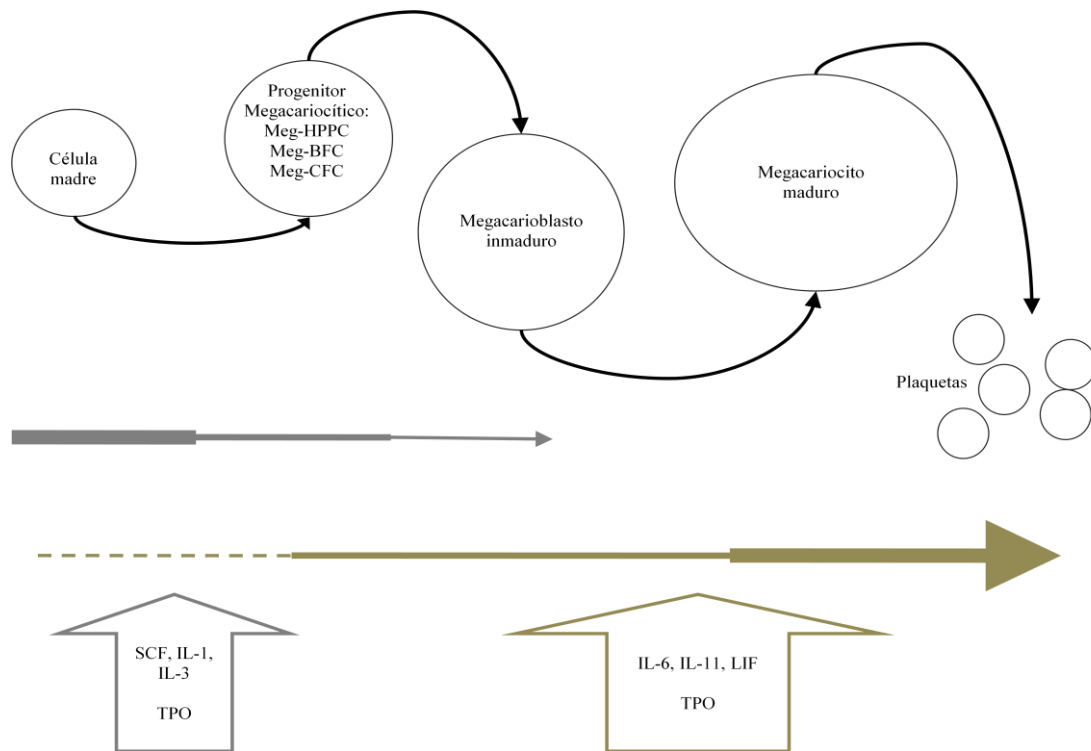 Célula
madre
Progenitor
Megacariocítico:
Meg-HPPC
Meg-BFC
Meg-CFC
Megacarioblasto
inmaduro
Megacariocito
maduro
Plaquetas
SCF, IL-1,
IL-3
TPO
IL-6, IL-11, LIF
TPO